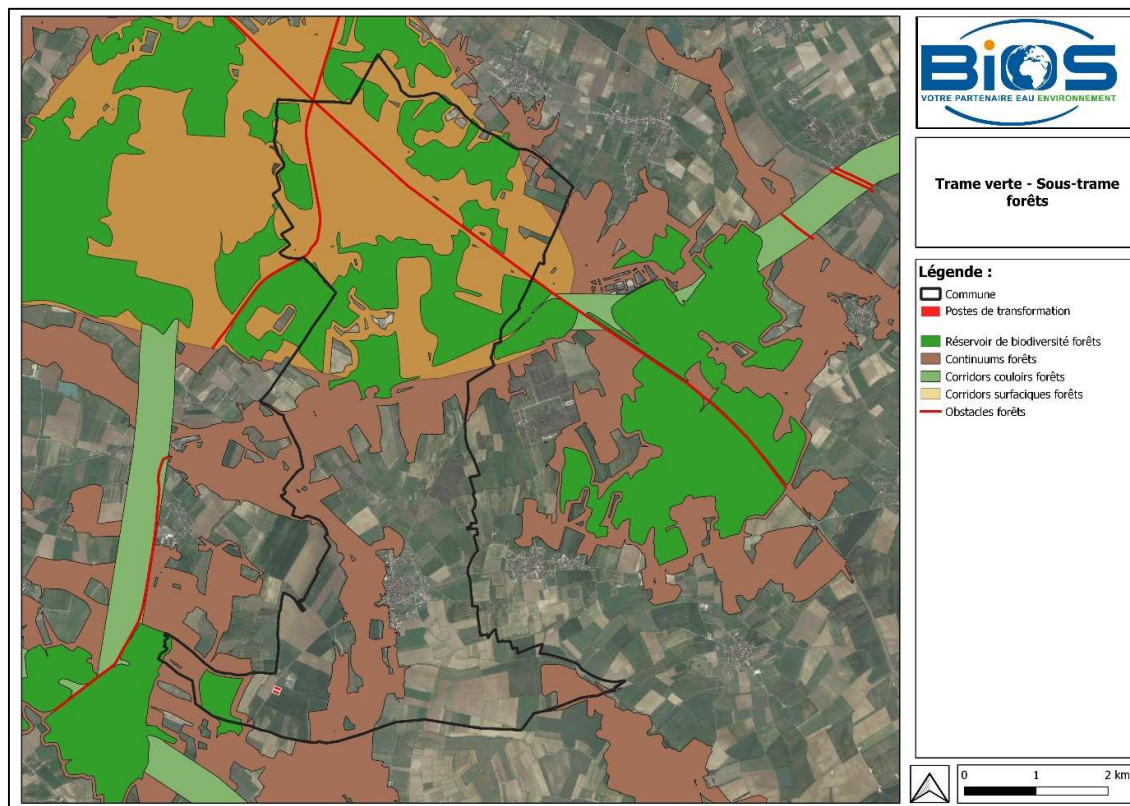 BiOS
VOTRE PARTENAIRE EAU ENVIRONNEMENT
Trame verte - Sous-trame
forêts
Légende :
Commune
Postes de transformation
Réservoir de biodiversité forêts
Continuums forêts
Corridors couloirs forêts
Corridors surfaciques forêts
Obstacles forêts
0 1 2 km